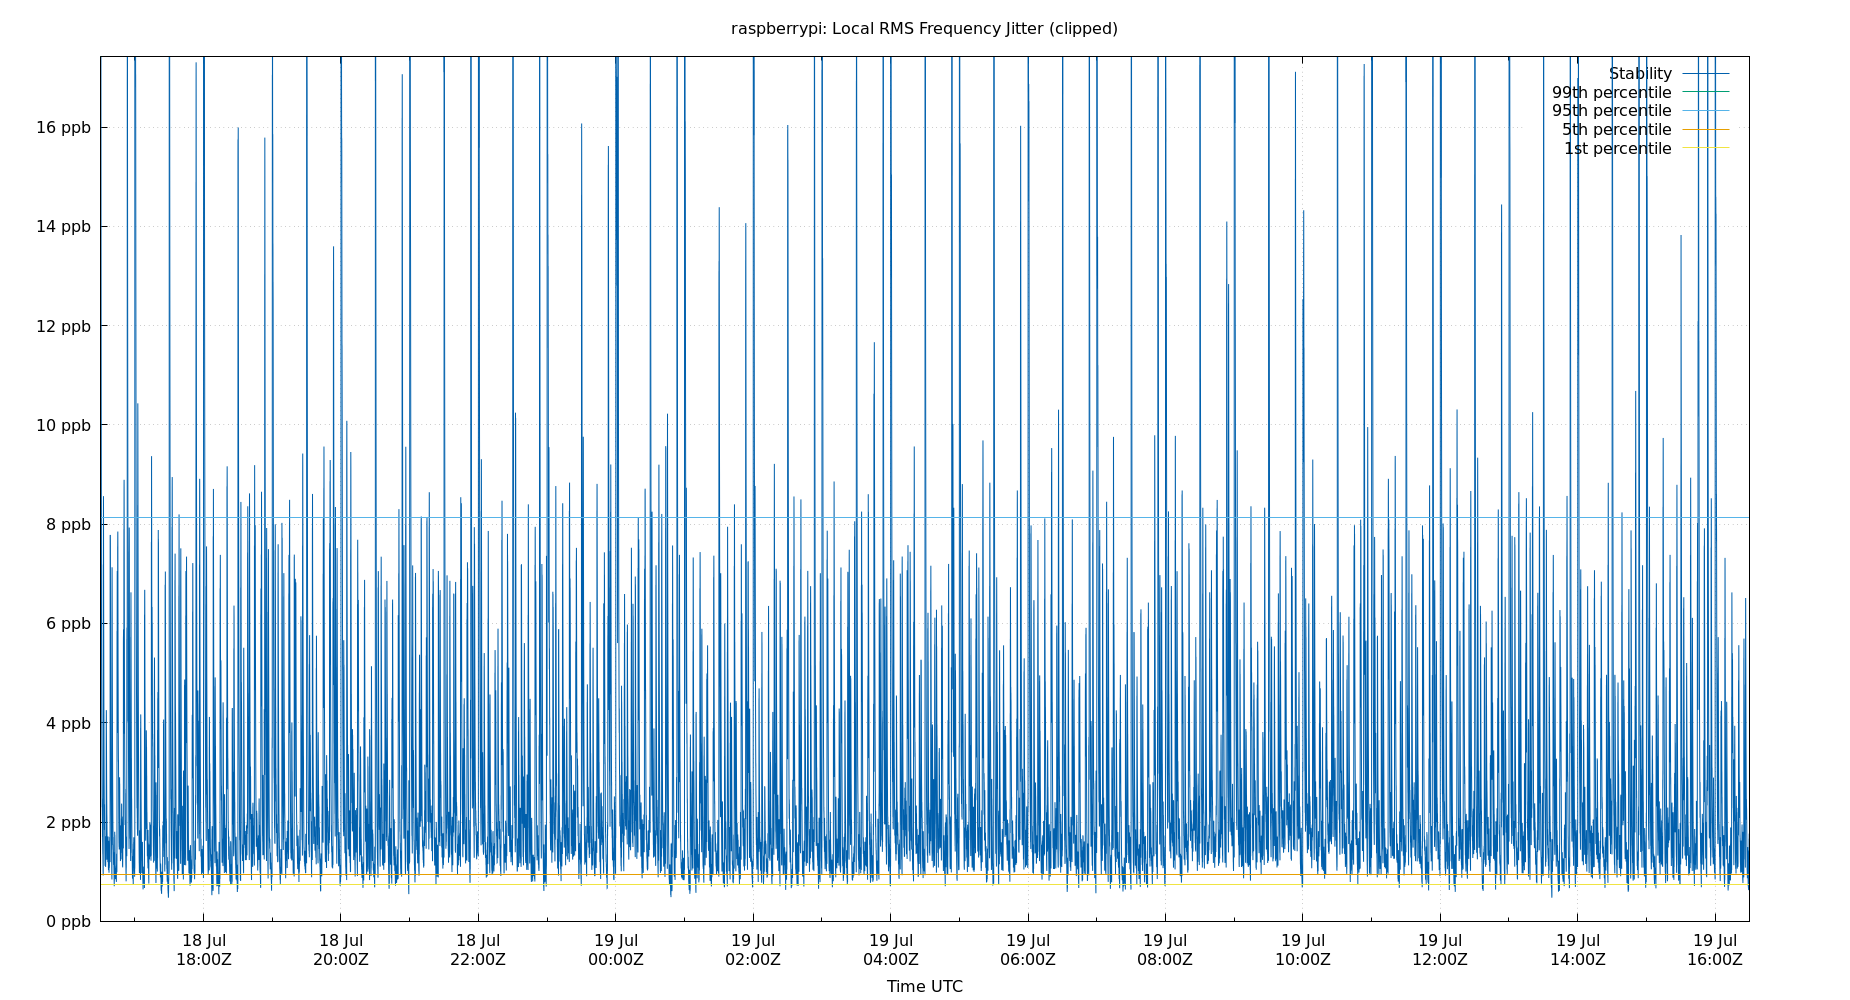 raspberrypi: Local RMS Frequency Jitter (clipped)
Stability
99th percentile
95th percentile
5th percentile
1st percentile
16 ppb
14 ppb
12 ppb
10 ppb
8 ppb
6 ppb
4 ppb
2 ppb
0 ppb
18 Jul 18 Jul 18 Jul 19 Jul 19 Jul 19 Jul 19 Jul 19 Jul 19 Jul 19 Jul 19 Jul 19 Jul
18:00Z 20:00Z 22:00Z 00:00Z 02:00Z 04:00Z 06:00Z 08:00Z 10:00Z 12:00Z 14:00Z 16:00Z
Time UTC